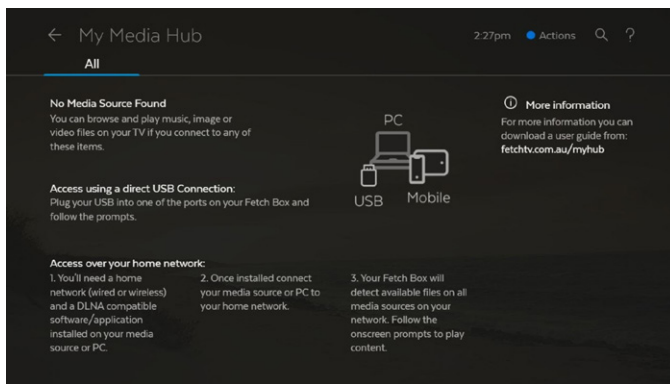 My Media Hub
2:27pm
Actions
?
All
No Media Source Found
You can browse and play music, image or
video files on your TV if you connect to any of
these items.
Access using a direct USB Connection:
Plug your USB into one of the ports on your Fetch Box and
follow the prompts.
PC
USB
Mobile
More information
For more information you can
download a user guide from:
fetchtv.com.au/myhub
Access over your home network:
1. You'll need a home
network (wired or wireless)
and a DLNA compatible
software/application
installed on your media
source or PC.
2. Once installed connect
your media source or PC to
your home network.
3. Your Fetch Box will
detect available files on all
media sources on your
network. Follow the
onscreen prompts to play
content.